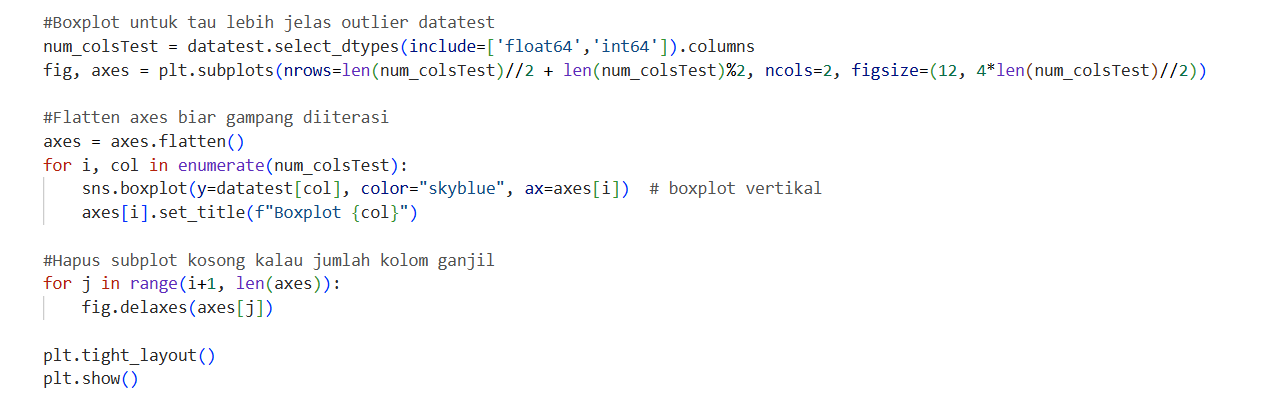 #Boxplot untuk tau lebih jelas outlier datatest
num_colsTest = datatest.select_dtypes(include=['float64','int64']).columns
fig, axes = plt.subplots(nrows=len(num_colsTest)//2 + len(num_colsTest)%2, ncols=2, figsize=(12, 4*len(num_colsTest)//2))

#Flatten axes biar gampang diiterasi
axes = axes.flatten()
for i, col in enumerate(num_colsTest):
    sns.boxplot(y=datatest[col], color="skyblue", ax=axes[i])  # boxplot vertikal
    axes[i].set_title(f"Boxplot {col}")

#Hapus subplot kosong kalau jumlah kolom ganjil
for j in range(i+1, len(axes)):
    fig.delaxes(axes[j])

plt.tight_layout()
plt.show()